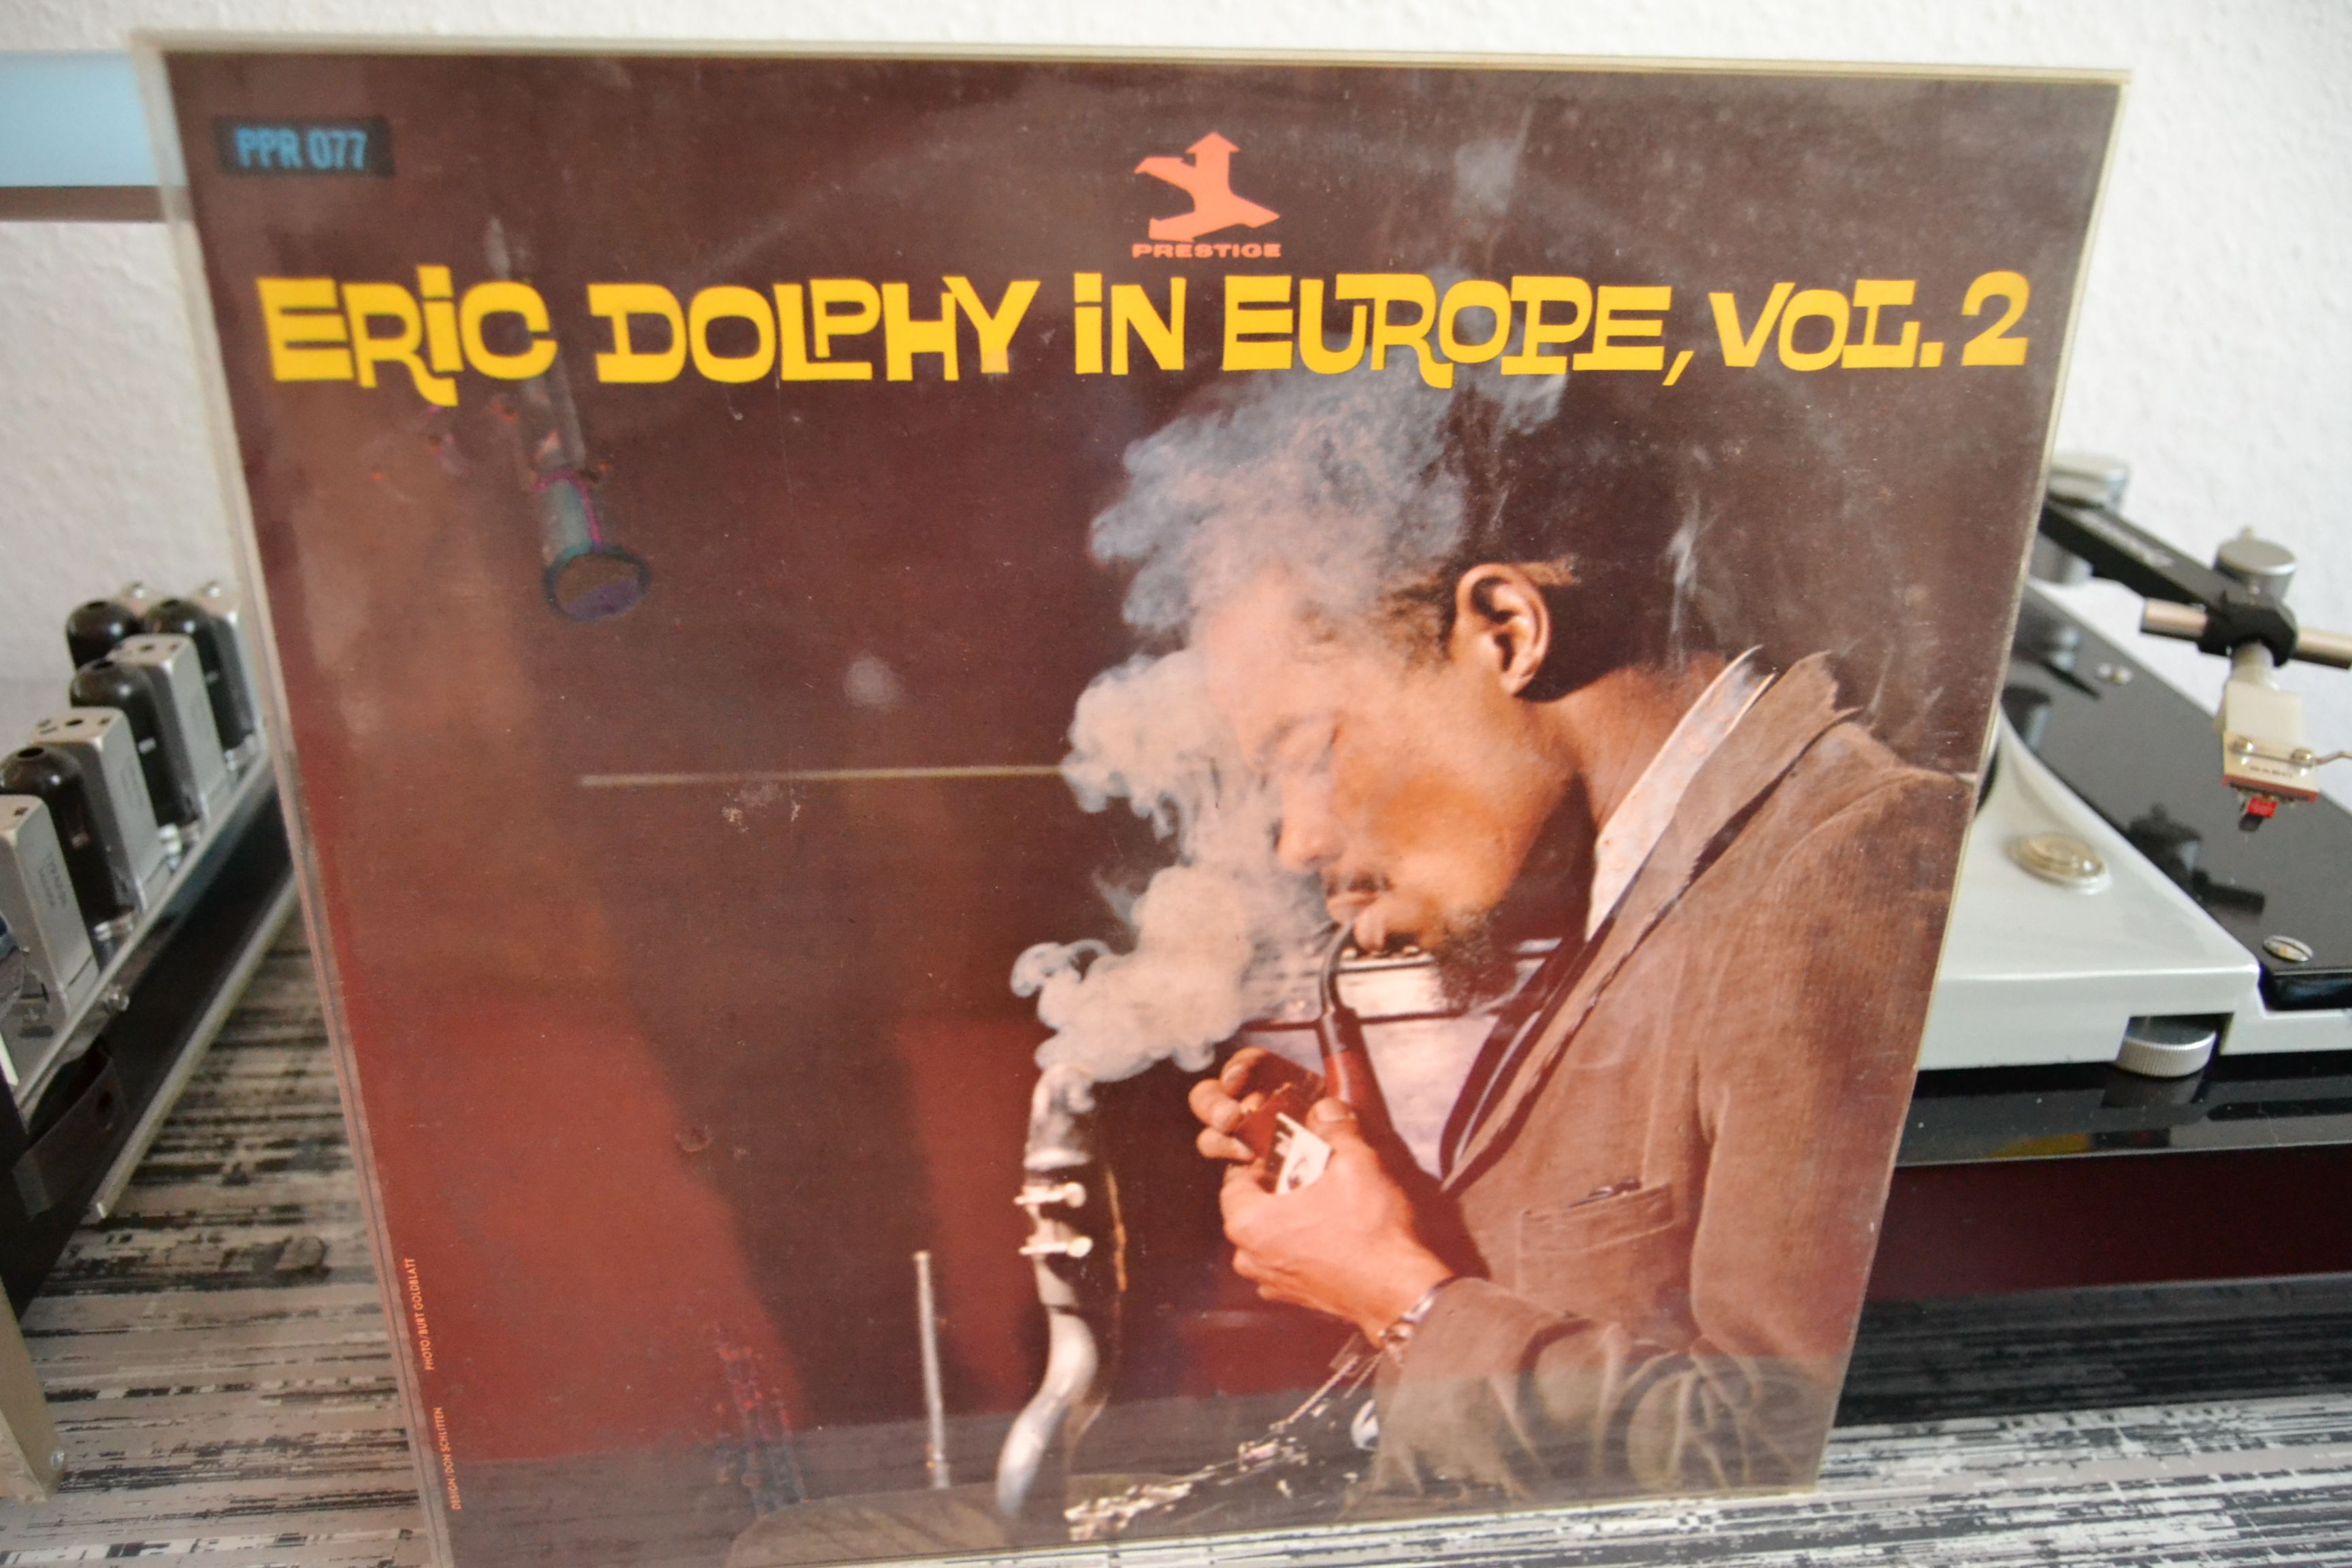 PPR 077
PRESTIGE
ERIC DOLPHY IN EUROPE, VOL. 2
PHOTO/BURT GOLDBLATT
DESIGN/DON SCHLITTEN